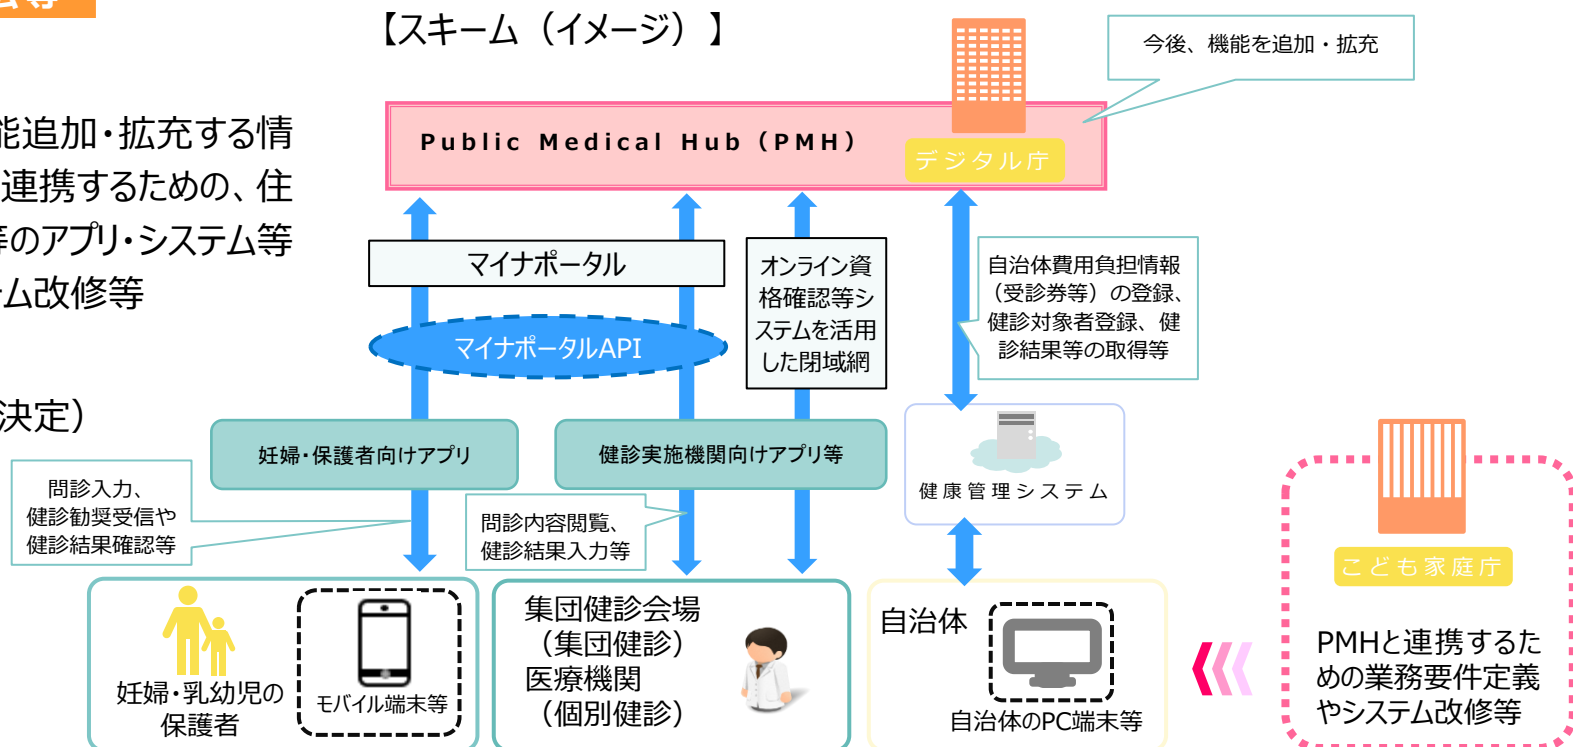 ム等
【スキーム（イメージ）】
今後、機能を追加・拡充
能追加・拡充する情
連携するための、住
等のアプリ・システム等
テム改修等
決定）
Public Medical Hub（PMH）
デジタル庁
マイナポータル
マイナポータルAPI
オンライン資
格確認等シ
ステムを活用
した閉域網
自治体費用負担情報
（受診券等）の登録、
健診対象者登録、健
診結果等の取得等
妊婦・保護者向けアプリ
健診実施機関向けアプリ等
健康管理システム
問診入力、
健診勧奨受信や
健診結果確認等
問診内容閲覧、
健診結果入力等
妊婦・乳幼児の
保護者
モバイル端末等
集団健診会場
（集団健診）
医療機関
（個別健診）
自治体
自治体のPC端末等
こども家庭庁
PMHと連携するた
めの業務要件定義
やシステム改修等